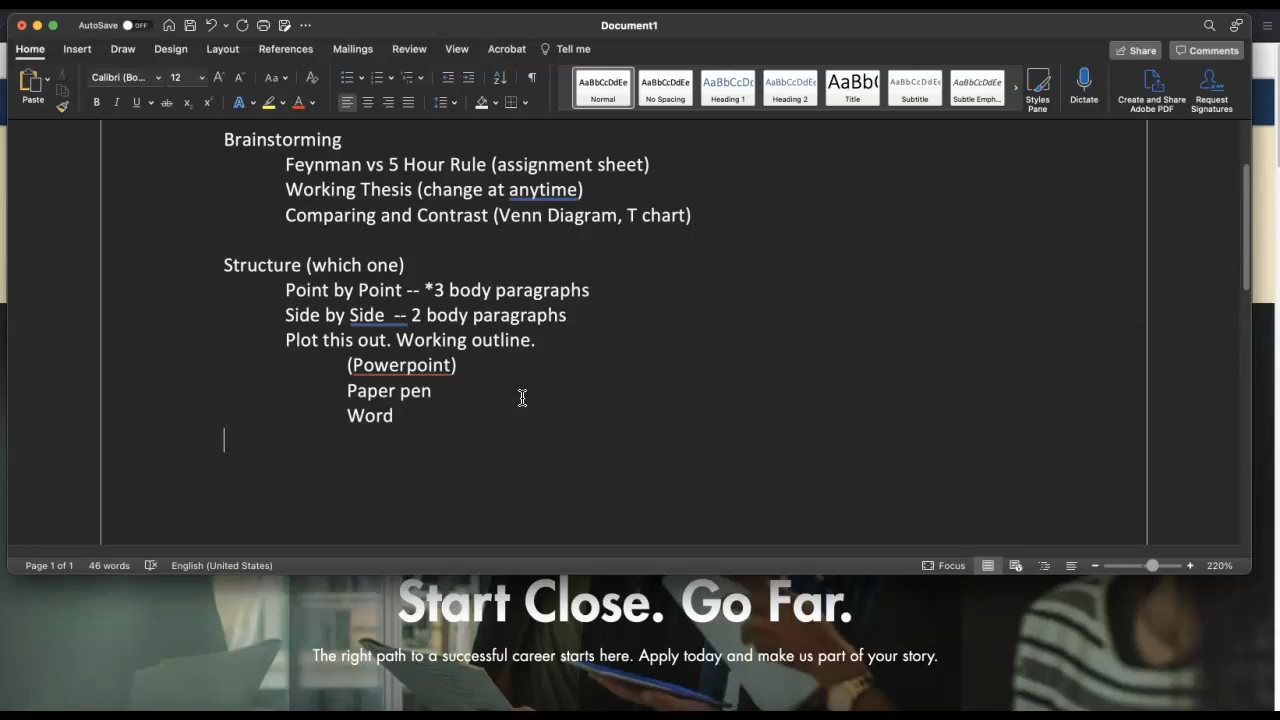 AutoSave OFF
Document1
Home Insert Draw Design Layout References Mailings Review View Acrobat Tell me
Share Comments
Paste
Calibri (Bo... 12
AaBbCcDdEe AaBbCcDdEe AaBbCcDc AaBbCcDdEe AaBb( AaBbCcDdEe AaBbCcDdEe
Normal No Spacing Heading 1 Heading 2 Title Subtitle Subtle Emph...
Styles Pane
Dictate
Create and Share Adobe PDF
Request Signatures
Brainstorming
Feynman vs 5 Hour Rule (assignment sheet)
Working Thesis (change at anytime)
Comparing and Contrast (Venn Diagram, T chart)
Structure (which one)
Point by Point -- *3 body paragraphs
Side by Side -- 2 body paragraphs
Plot this out. Working outline.
(Powerpoint)
Paper pen
Word
Page 1 of 1 46 words English (United States) Focus 220%
Start Close. Go Far.
The right path to a successful career starts here. Apply today and make us part of your story.